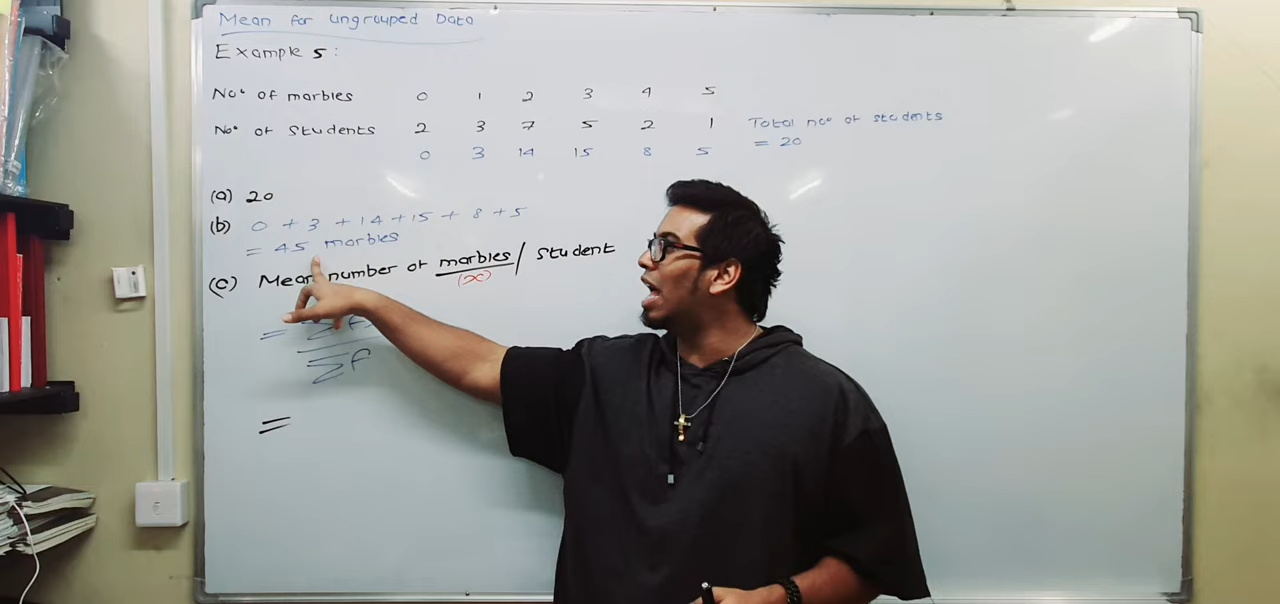 Mean for ungrouped Data
Example 5:
No° of marbles 0 1 2 3 4 5
No° of Students 2 3 7 5 2 1 Total no° of students
= 20
0 3 14 15 8 5
(a) 20
(b) 0 + 3 + 14 + 15 + 8 + 5
= 45 marbles
(c) Mean number of marbles / Student
(x)
= Σf
Σf
=